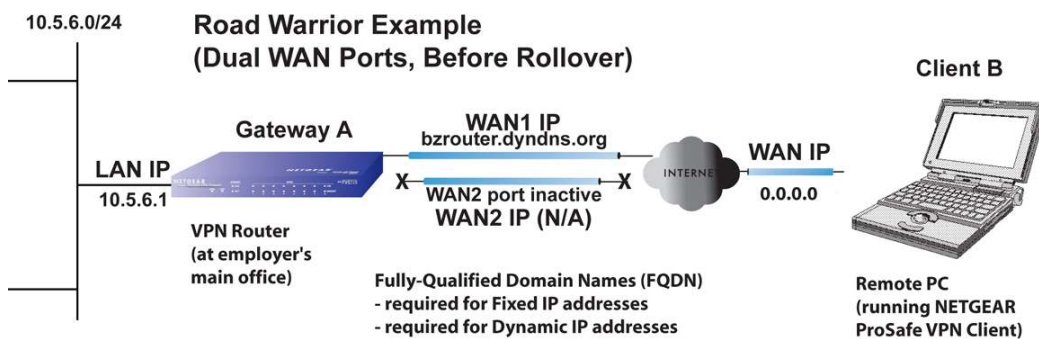 10.5.6.0/24
Road Warrior Example
(Dual WAN Ports, Before Rollover)
Client B
Gateway A
WAN1 IP
bzrouter.dyndns.org
LAN IP
10.5.6.1
NETGEAR
NETGEAR
X
WAN2 port inactive
X
WAN2 IP (N/A)
INTERNET
WAN IP
0.0.0.0
VPN Router
(at employer's
main office)
Fully-Qualified Domain Names (FQDN)
- required for Fixed IP addresses
- required for Dynamic IP addresses
Remote PC
(running NETGEAR
ProSafe VPN Client)